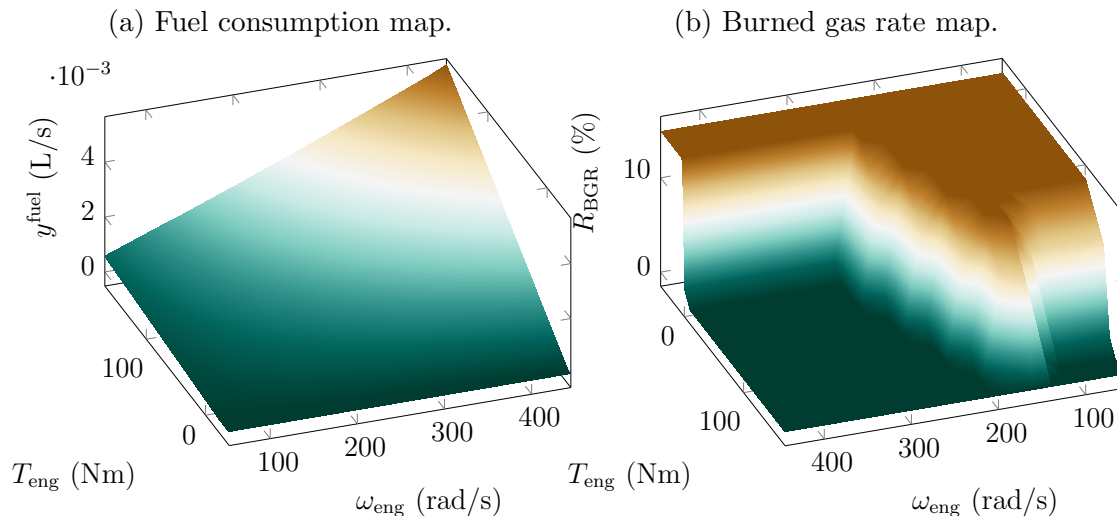 (a) Fuel consumption map.
·10⁻³
y^fuel (L/s)
4
2
0
100
0
T_eng (Nm)
100
200
300
400
ω_eng (rad/s)
(b) Burned gas rate map.
R_BGR (%)
10
0
0
100
T_eng (Nm)
400
300
200
100
ω_eng (rad/s)